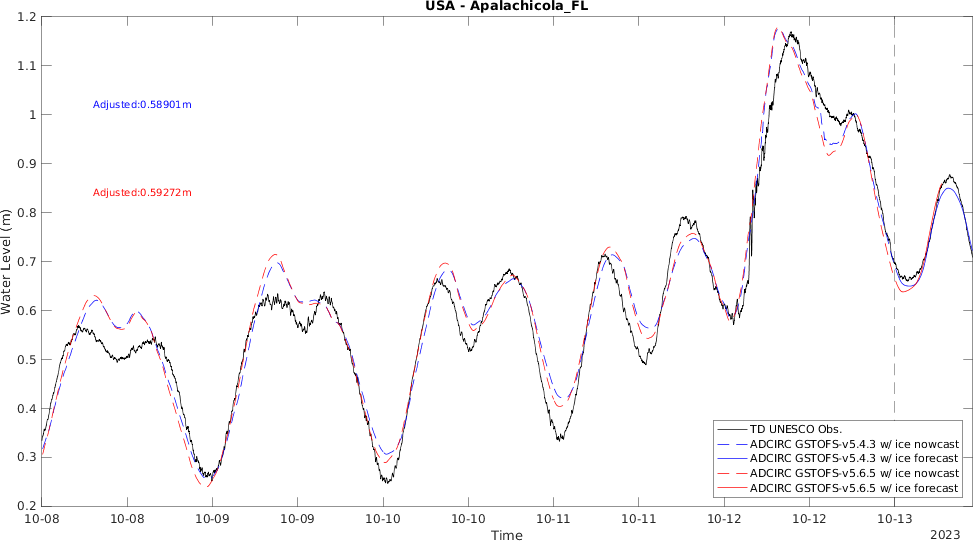 USA - Apalachicola_FL
1.2
1.1
1
0.9
0.8
0.7
0.6
0.5
0.4
0.3
0.2
Water Level (m)
Adjusted:0.58901m
Adjusted:0.59272m
TD UNESCO Obs.
ADCIRC GSTOFS-v5.4.3 w/ ice nowcast
ADCIRC GSTOFS-v5.4.3 w/ ice forecast
ADCIRC GSTOFS-v5.6.5 w/ ice nowcast
ADCIRC GSTOFS-v5.6.5 w/ ice forecast
10-08 10-08 10-09 10-09 10-10 10-10 10-11 10-11 10-12 10-12 10-13
Time
2023